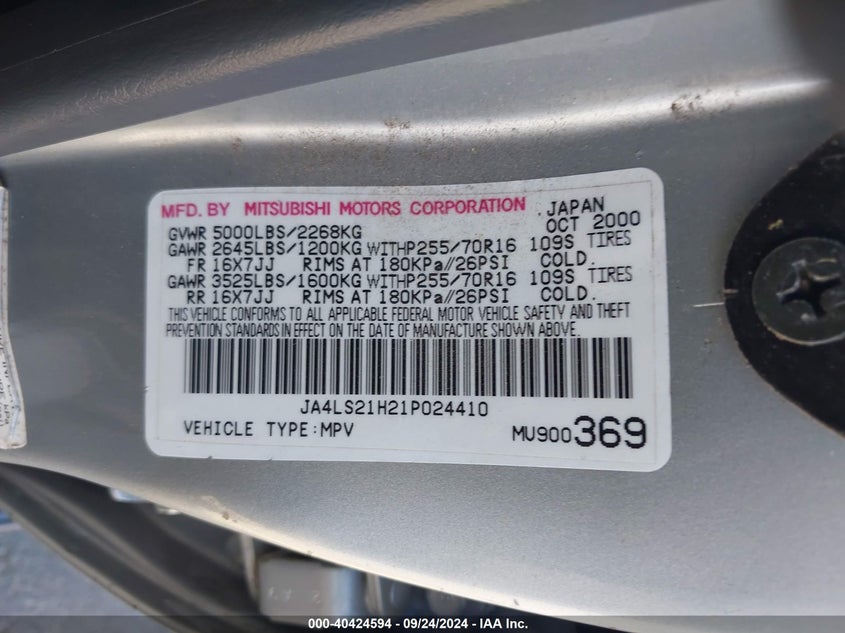 MFD. BY MITSUBISHI MOTORS CORPORATION JAPAN
GVWR 5000LBS/2268KG OCT 2000
GAWR 2645LBS/1200KG WITHP255/70R16 109S TIRES
FR 16X7JJ RIMS AT 180KPa//26PSI COLD.
GAWR 3525LBS/1600KG WITHP255/70R16 109S TIRES
RR 16X7JJ RIMS AT 180KPa//26PSI COLD.
THIS VEHICLE CONFORMS TO ALL APPLICABLE FEDERAL MOTOR VEHICLE SAFETY AND THEFT
PREVENTION STANDARDS IN EFFECT ON THE DATE OF MANUFACTURE SHOWN ABOVE.
JA4LS21H21P024410
VEHICLE TYPE:MPV MU900369
000-40424594 - 09/24/2024 - IAA Inc.